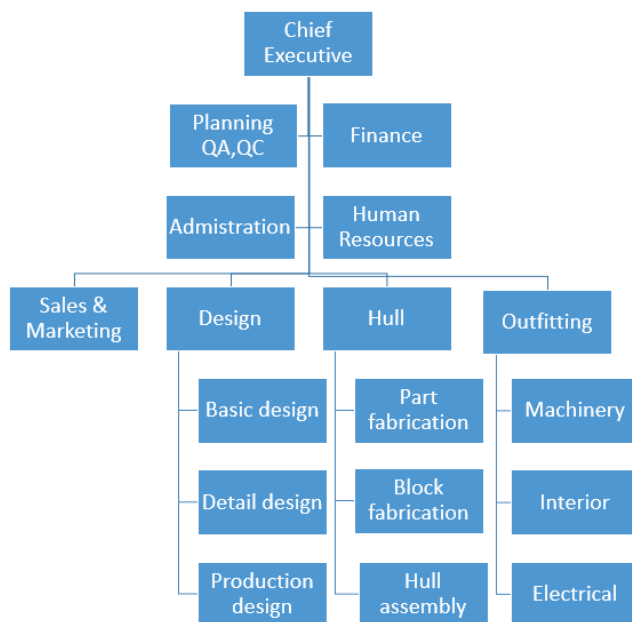 Chief
Executive
Planning
QA,QC
Finance
Admistration
Human
Resources
Sales &
Marketing
Design
Hull
Outfitting
Basic design
Part
fabrication
Machinery
Detail design
Block
fabrication
Interior
Production
design
Hull
assembly
Electrical